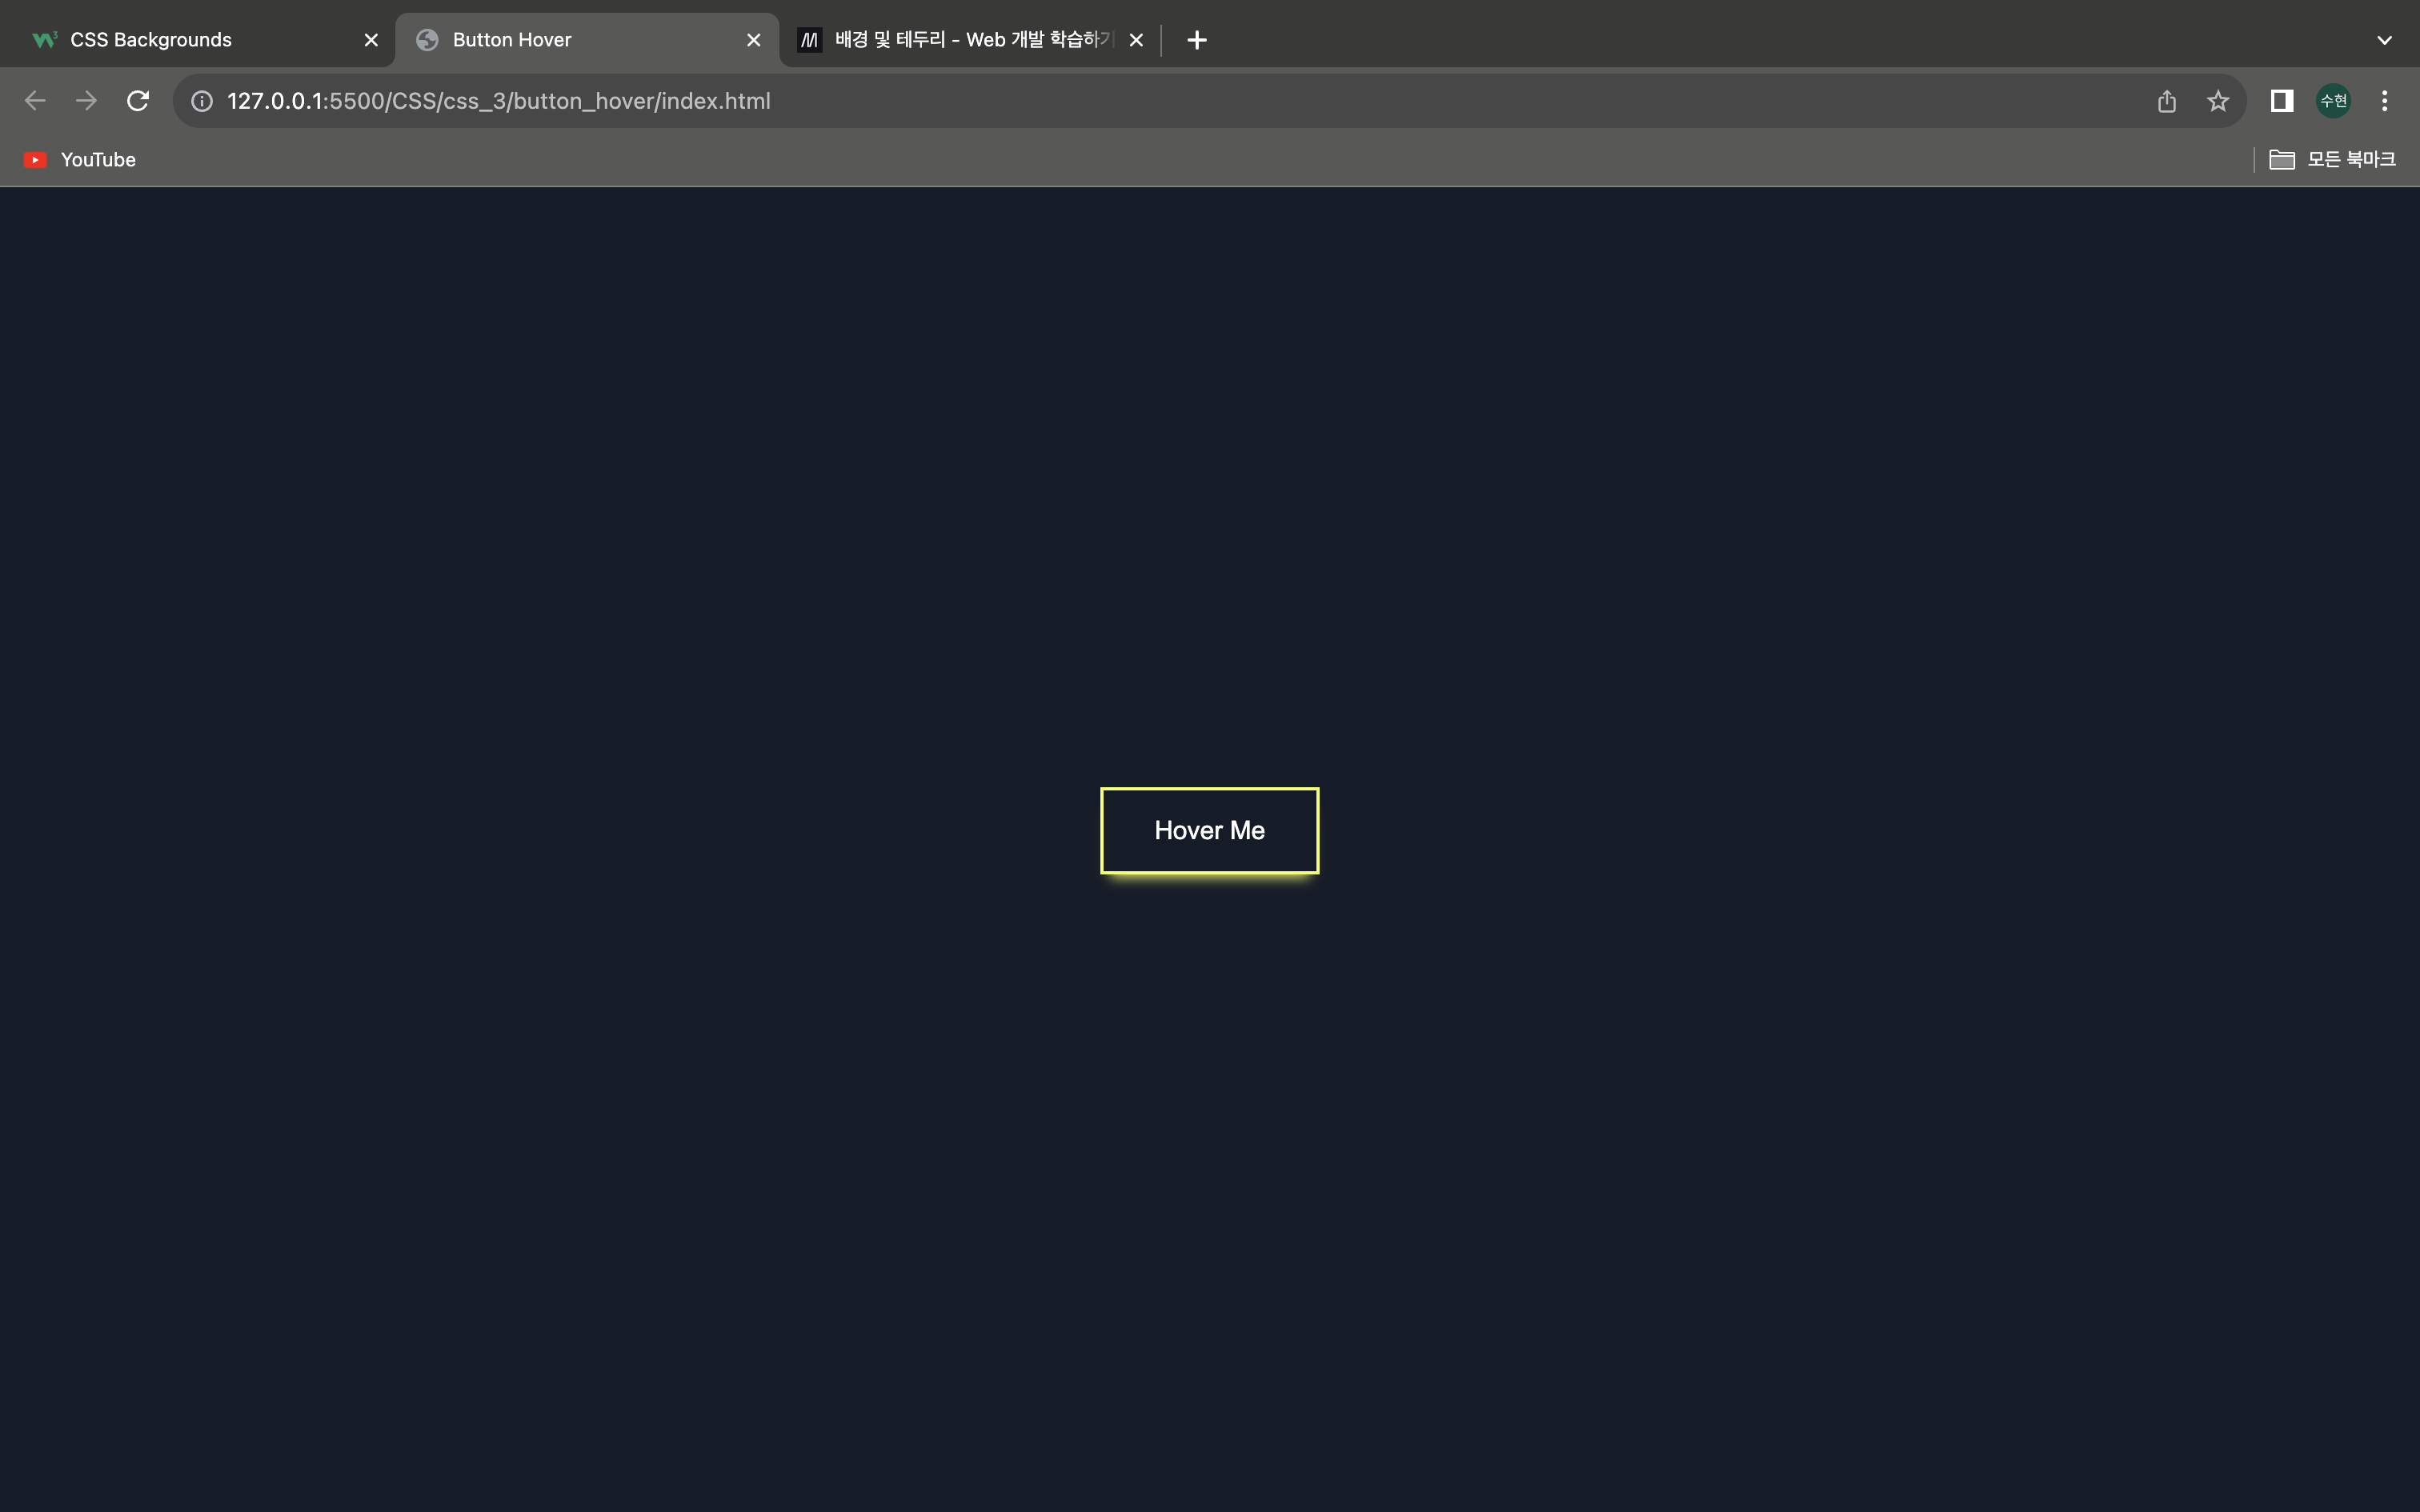 CSS Backgrounds
Button Hover
배경 및 테두리 - Web 개발 학습하기
127.0.0.1:5500/CSS/css_3/button_hover/index.html
수현
YouTube
모든 북마크
Hover Me